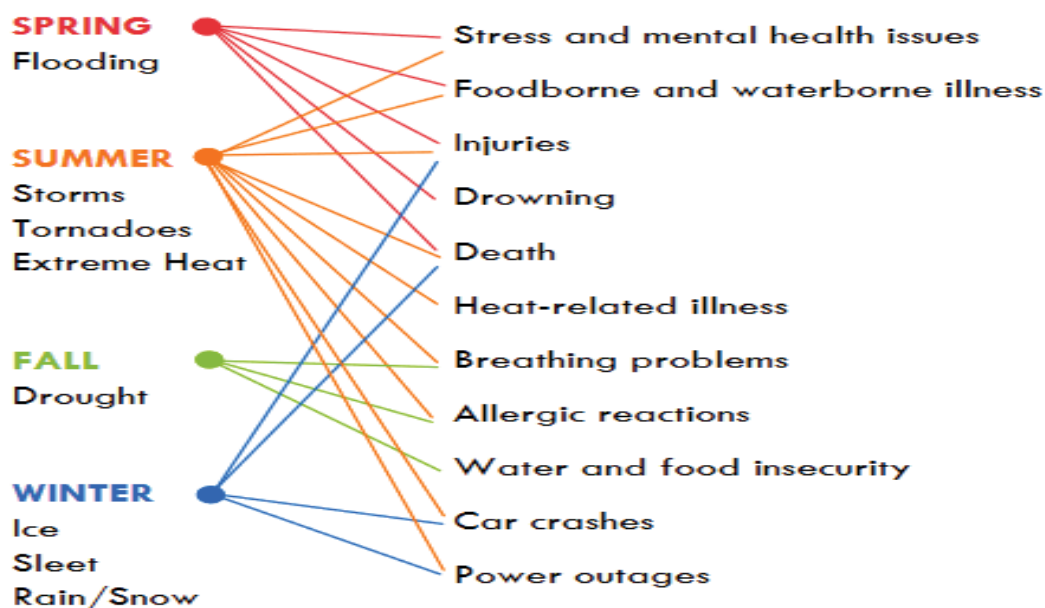 SPRING
Flooding
SUMMER
Storms
Tornadoes
Extreme Heat
FALL
Drought
WINTER
Ice
Sleet
Rain/Snow
Stress and mental health issues
Foodborne and waterborne illness
Injuries
Drowning
Death
Heat-related illness
Breathing problems
Allergic reactions
Water and food insecurity
Car crashes
Power outages